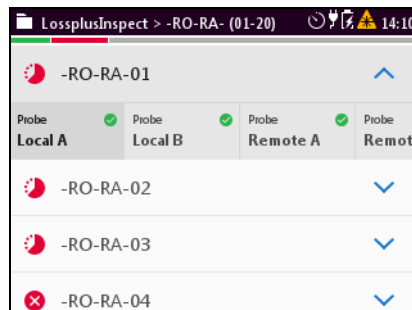 LossplusInspect > -RO-RA- (01-20) 14:10
-RO-RA-01
Probe Probe Probe Probe
Local A Local B Remote A Remot
-RO-RA-02
-RO-RA-03
-RO-RA-04